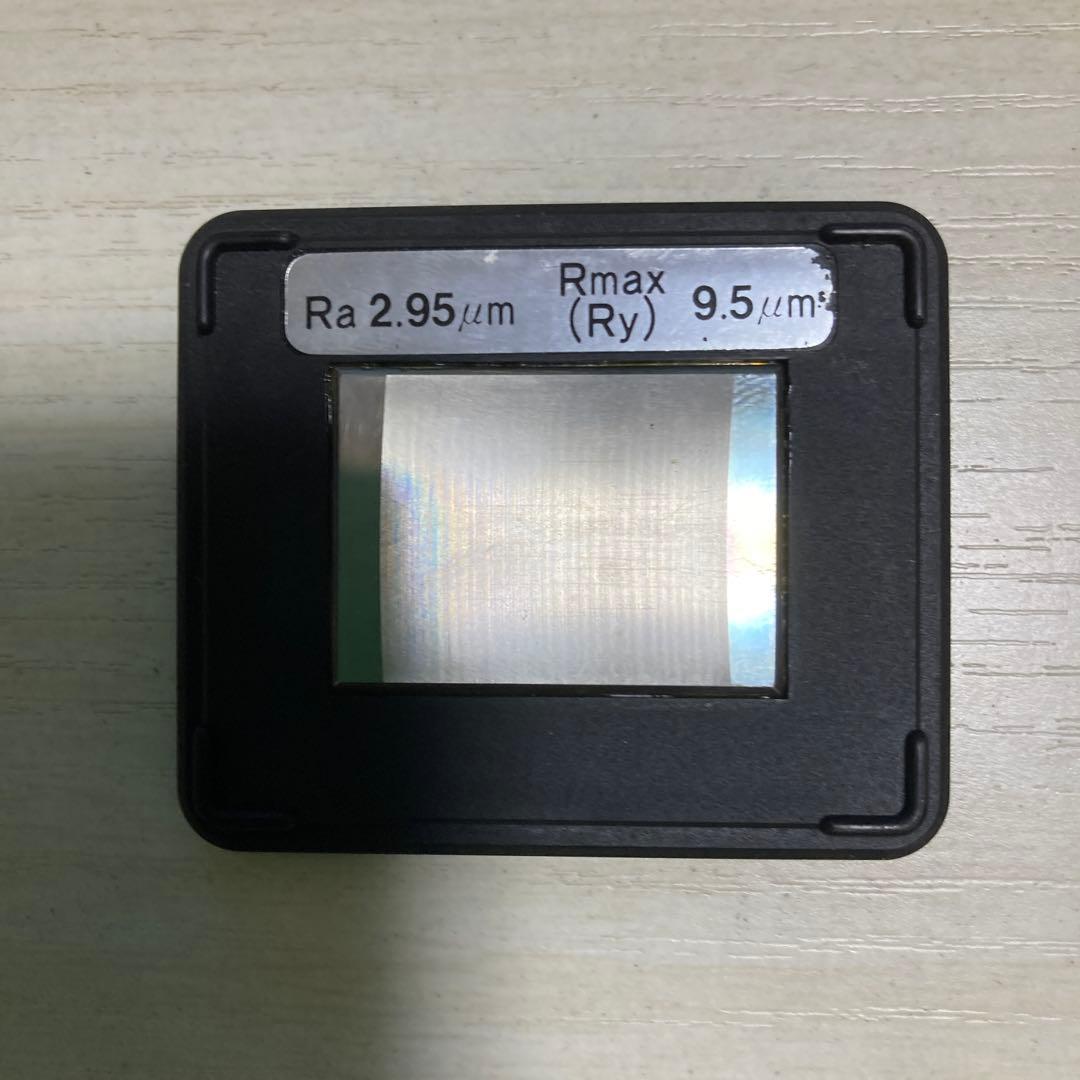 Ra 2.95μm Rmax (Ry) 9.5μm